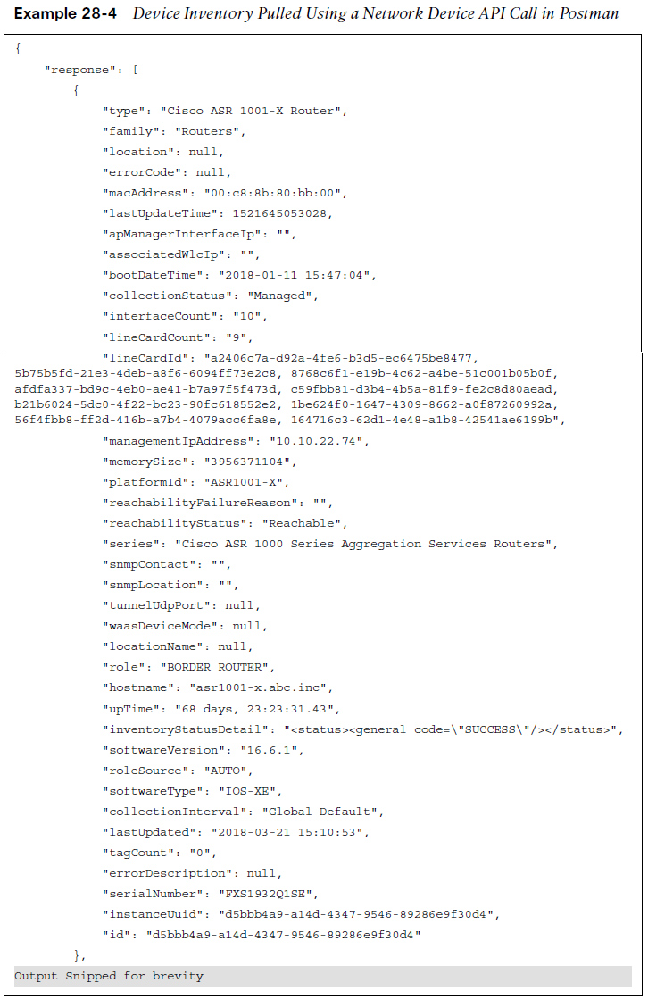 Example 28-4 Device Inventory Pulled Using a Network Device API Call in Postman
{
"response": [
{
"type": "Cisco ASR 1001-X Router",
"family": "Routers",
"location": null,
"errorCode": null,
"macAddress": "00:c8:8b:80:bb:00",
"lastUpdateTime": 1521645053028,
"apManagerInterfaceIp": "",
"associatedWlcIp": "",
"bootDateTime": "2018-01-11 15:47:04",
"collectionStatus": "Managed",
"interfaceCount": "10",
"lineCardCount": "9",
"lineCardId": "a2406c7a-d92a-4fe6-b3d5-ec6475be8477,
5b75b5fd-21e3-4deb-a8f6-6094ff73e2c8, 8768c6f1-e19b-4c62-a4be-51c001b05b0f,
afdfa337-bd9c-4eb0-ae41-b7a97f5f473d, c59fbb81-d3b4-4b5a-81f9-fe2c8d80aead,
b21b6024-5dc0-4f22-bc23-90fc618552e2, 1be624f0-1647-4309-8662-a0f87260992a,
56f4fbb8-ff2d-416b-a7b4-4079acc6fa8e, 164716c3-62d1-4e48-a1b8-42541ae6199b",
"managementIpAddress": "10.10.22.74",
"memorySize": "3956371104",
"platformId": "ASR1001-X",
"reachabilityFailureReason": "",
"reachabilityStatus": "Reachable",
"series": "Cisco ASR 1000 Series Aggregation Services Routers",
"snmpContact": "",
"snmpLocation": "",
"tunnelUdpPort": null,
"waasDeviceMode": null,
"locationName": null,
"role": "BORDER ROUTER",
"hostname": "asr1001-x.abc.inc",
"upTime": "68 days, 23:23:31.43",
"inventoryStatusDetail": "<status><general code=\"SUCCESS\"/></status>",
"softwareVersion": "16.6.1",
"roleSource": "AUTO",
"softwareType": "IOS-XE",
"collectionInterval": "Global Default",
"lastUpdated": "2018-03-21 15:10:53",
"tagCount": "0",
"errorDescription": null,
"serialNumber": "FXS1932Q1SE",
"instanceUuid": "d5bbb4a9-a14d-4347-9546-89286e9f30d4",
"id": "d5bbb4a9-a14d-4347-9546-89286e9f30d4"
},
Output Snipped for brevity